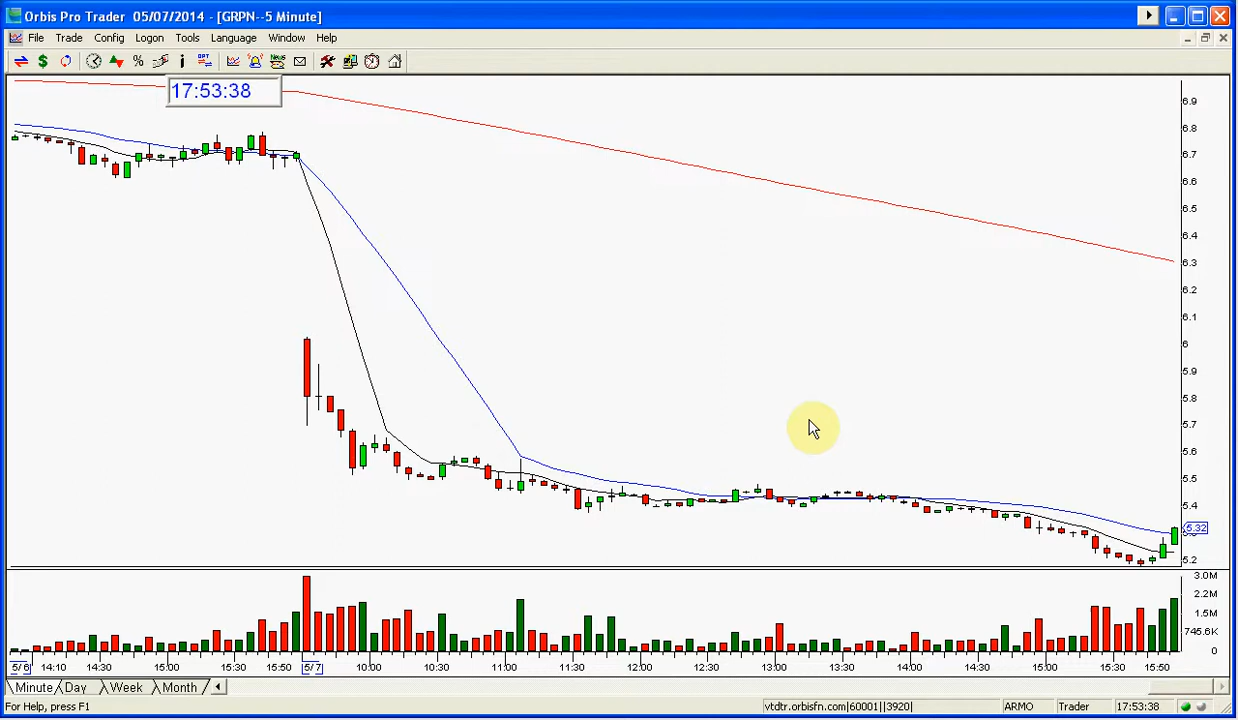 Orbis Pro Trader 05/07/2014 - [GRPN--5 Minute]
File Trade Config Logon Tools Language Window Help
17:53:38
6.9
6.8
6.7
6.6
6.5
6.4
6.3
6.2
6.1
6
5.9
5.8
5.7
5.6
5.5
5.4
5.32
5.2
3.0M
2.2M
1.5M
745.6K
0
5/6 14:10 14:30 15:00 15:30 15:50 5/7 10:00 10:30 11:00 11:30 12:00 12:30 13:00 13:30 14:00 14:30 15:00 15:30 15:50
Minute Day Week Month
For Help, press F1 vtdtr.orbisfn.com|60001||3920| ARMO Trader 17:53:38